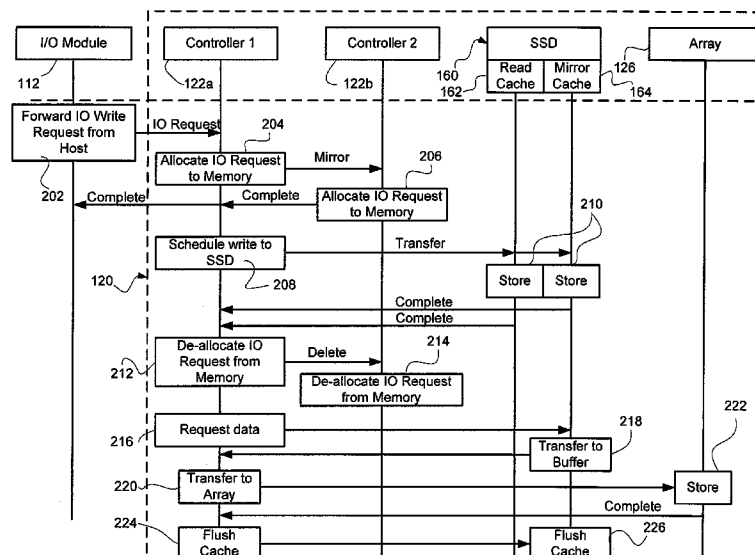 I/O Module
Controller 1
Controller 2
SSD
Array
112
122a
122b
160
Read
Cache
Mirror
Cache
126
162
164
Forward IO Write
Request from
Host
IO Request
202
204
Allocate IO Request
to Memory
Mirror
206
Allocate IO Request
to Memory
Complete
Complete
Schedule write to
SSD
Transfer
208
210
120
Store
Store
Complete
Complete
De-allocate IO
Request from
Memory
Delete
212
214
De-allocate IO Request
from Memory
Request data
216
218
222
Transfer to
Buffer
Transfer to
Array
220
Store
Complete
224
Flush
Cache
Flush
Cache
226